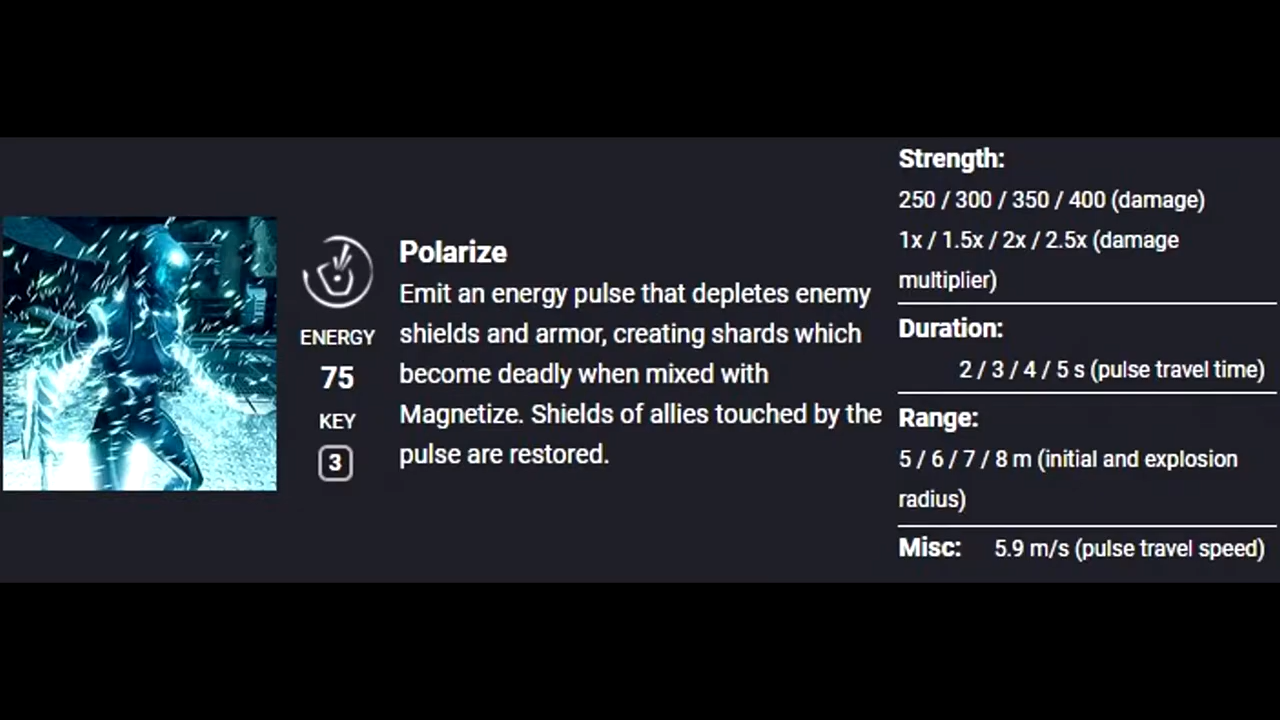 ENERGY
75
KEY
3
Polarize
Emit an energy pulse that depletes enemy
shields and armor, creating shards which
become deadly when mixed with
Magnetize. Shields of allies touched by the
pulse are restored.
Strength:
250 / 300 / 350 / 400 (damage)
1x / 1.5x / 2x / 2.5x (damage
multiplier)
Duration:
2 / 3 / 4 / 5 s (pulse travel time)
Range:
5 / 6 / 7 / 8 m (initial and explosion
radius)
Misc: 5.9 m/s (pulse travel speed)